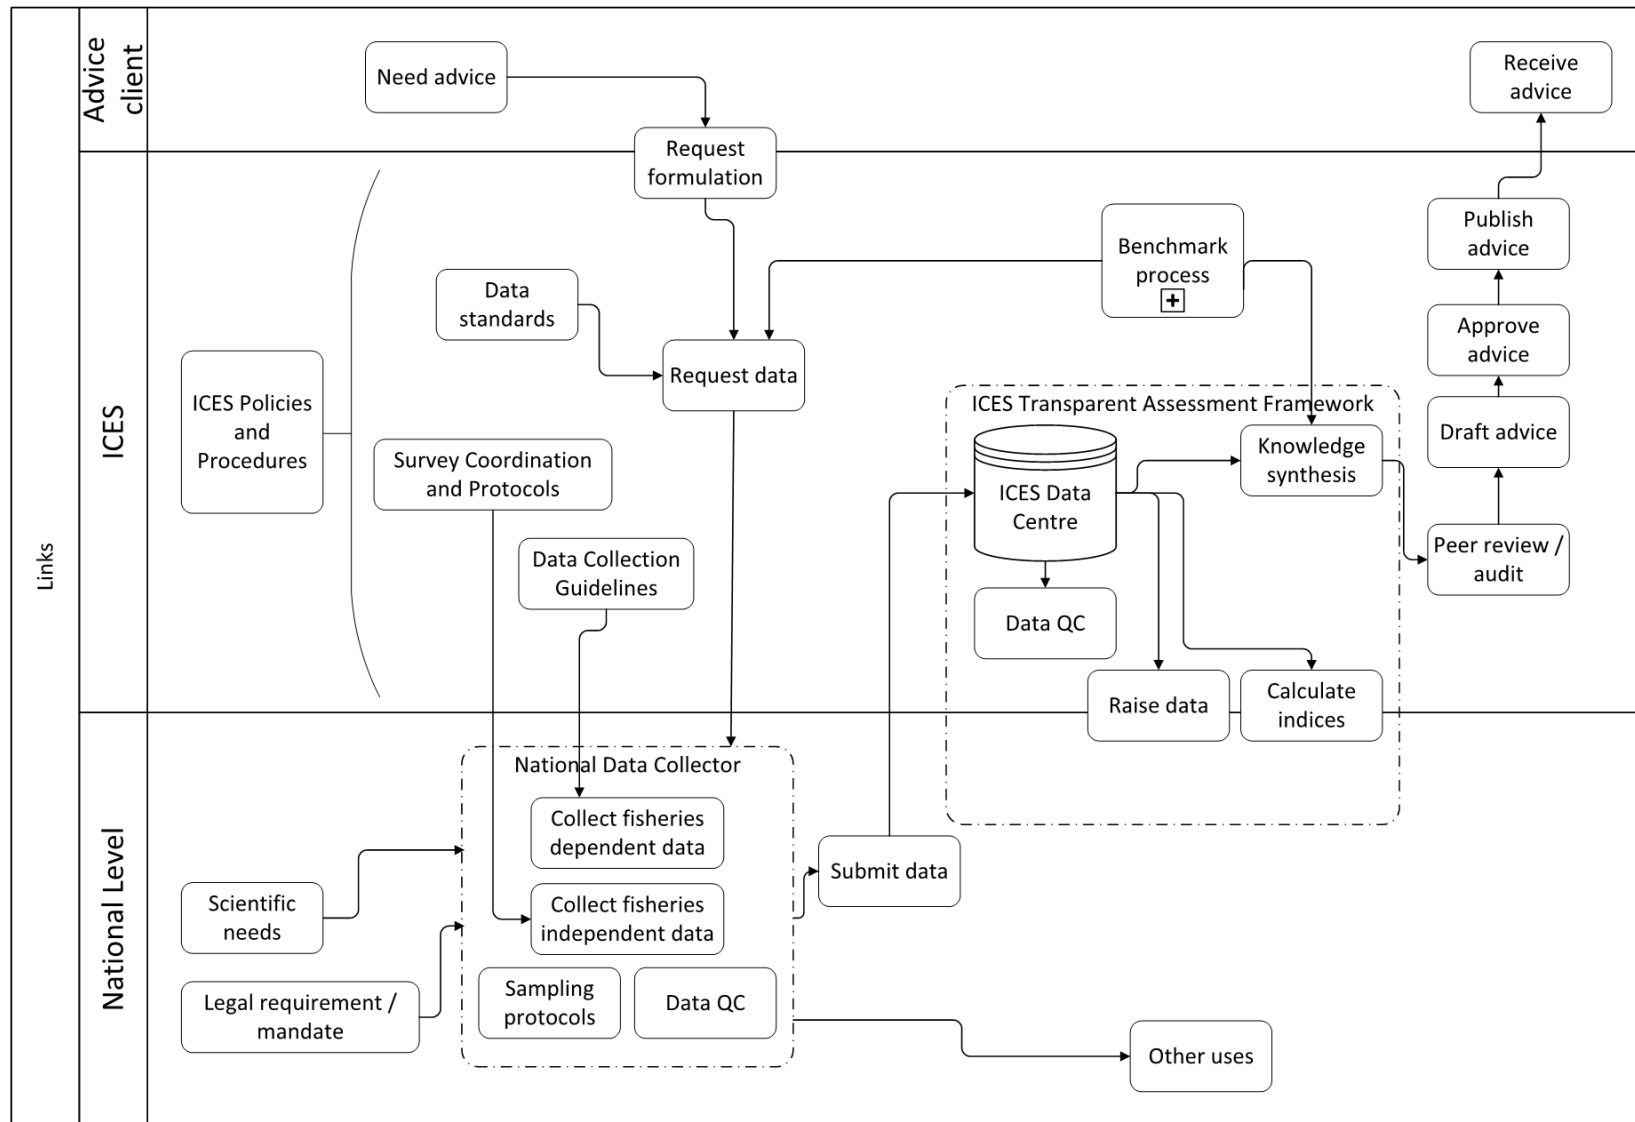 Links
Advice
client
ICES
National Level
Need advice
Receive
advice
Request
formulation
Publish
advice
Benchmark
process
Data
standards
Approve
advice
Request data
ICES Policies
and
Procedures
ICES Transparent Assessment Framework
Draft advice
Survey Coordination
and Protocols
Knowledge
synthesis
ICES Data
Centre
Data Collection
Guidelines
Peer review /
audit
Data QC
Raise data
Calculate
indices
National Data Collector
Collect fisheries
dependent data
Submit data
Scientific
needs
Collect fisheries
independent data
Legal requirement /
mandate
Sampling
protocols
Data QC
Other uses